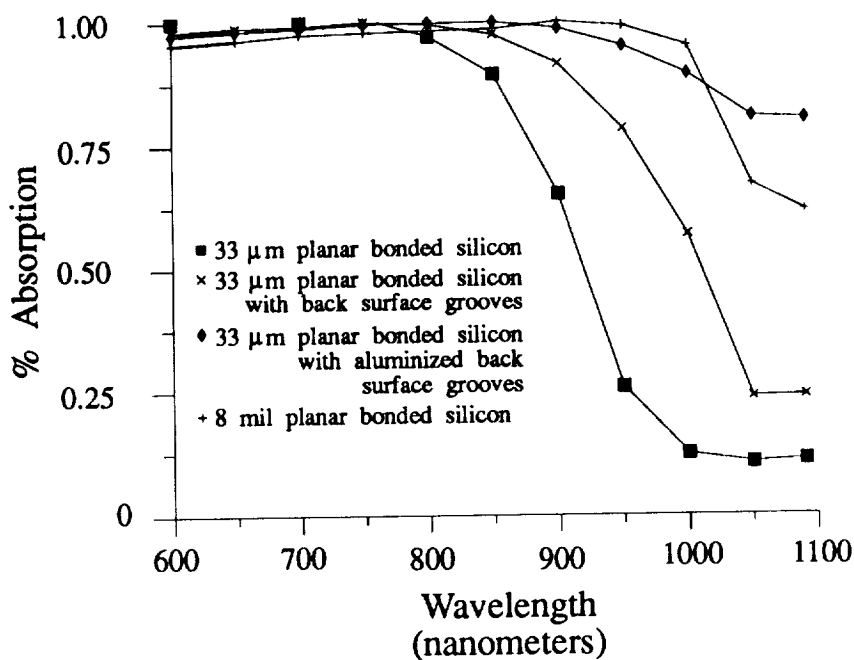 1.00
0.75
0.50
0.25
0
% Absorption
■ 33 μm planar bonded silicon
× 33 μm planar bonded silicon
with back surface grooves
♦ 33 μm planar bonded silicon
with aluminized back
surface grooves
+ 8 mil planar bonded silicon
600 700 800 900 1000 1100
Wavelength
(nanometers)